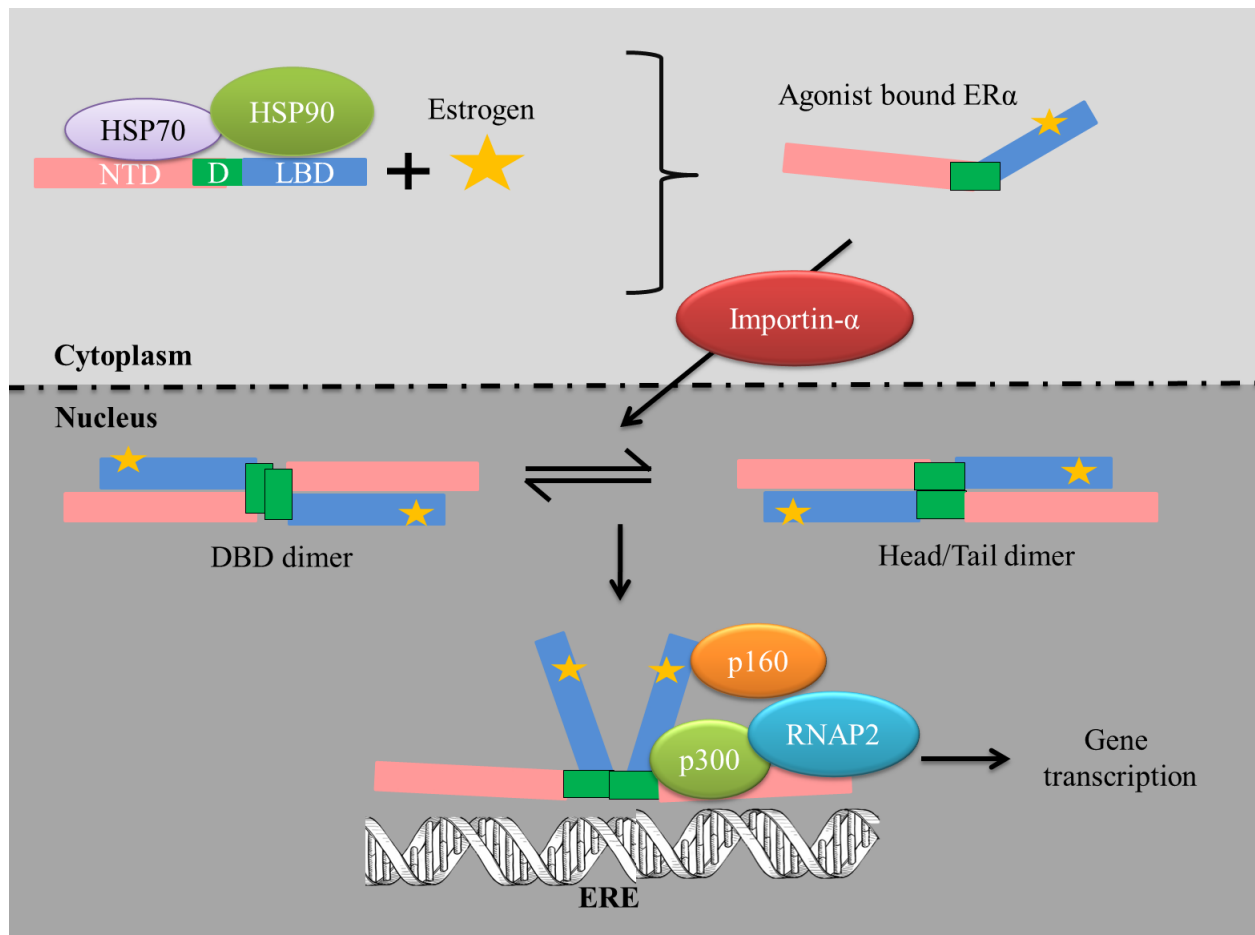 HSP70
HSP90
NTD
D
LBD
+
Estrogen
Agonist bound ERα
Importin-α
Cytoplasm
Nucleus
DBD dimer
Head/Tail dimer
p160
p300
RNAP2
Gene
transcription
ERE